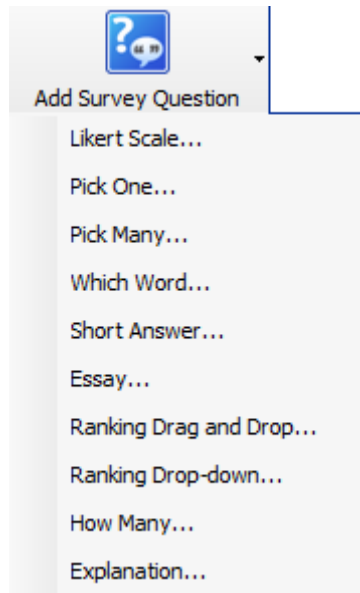 Add Survey Question
Likert Scale...
Pick One...
Pick Many...
Which Word...
Short Answer...
Essay...
Ranking Drag and Drop...
Ranking Drop-down...
How Many...
Explanation...